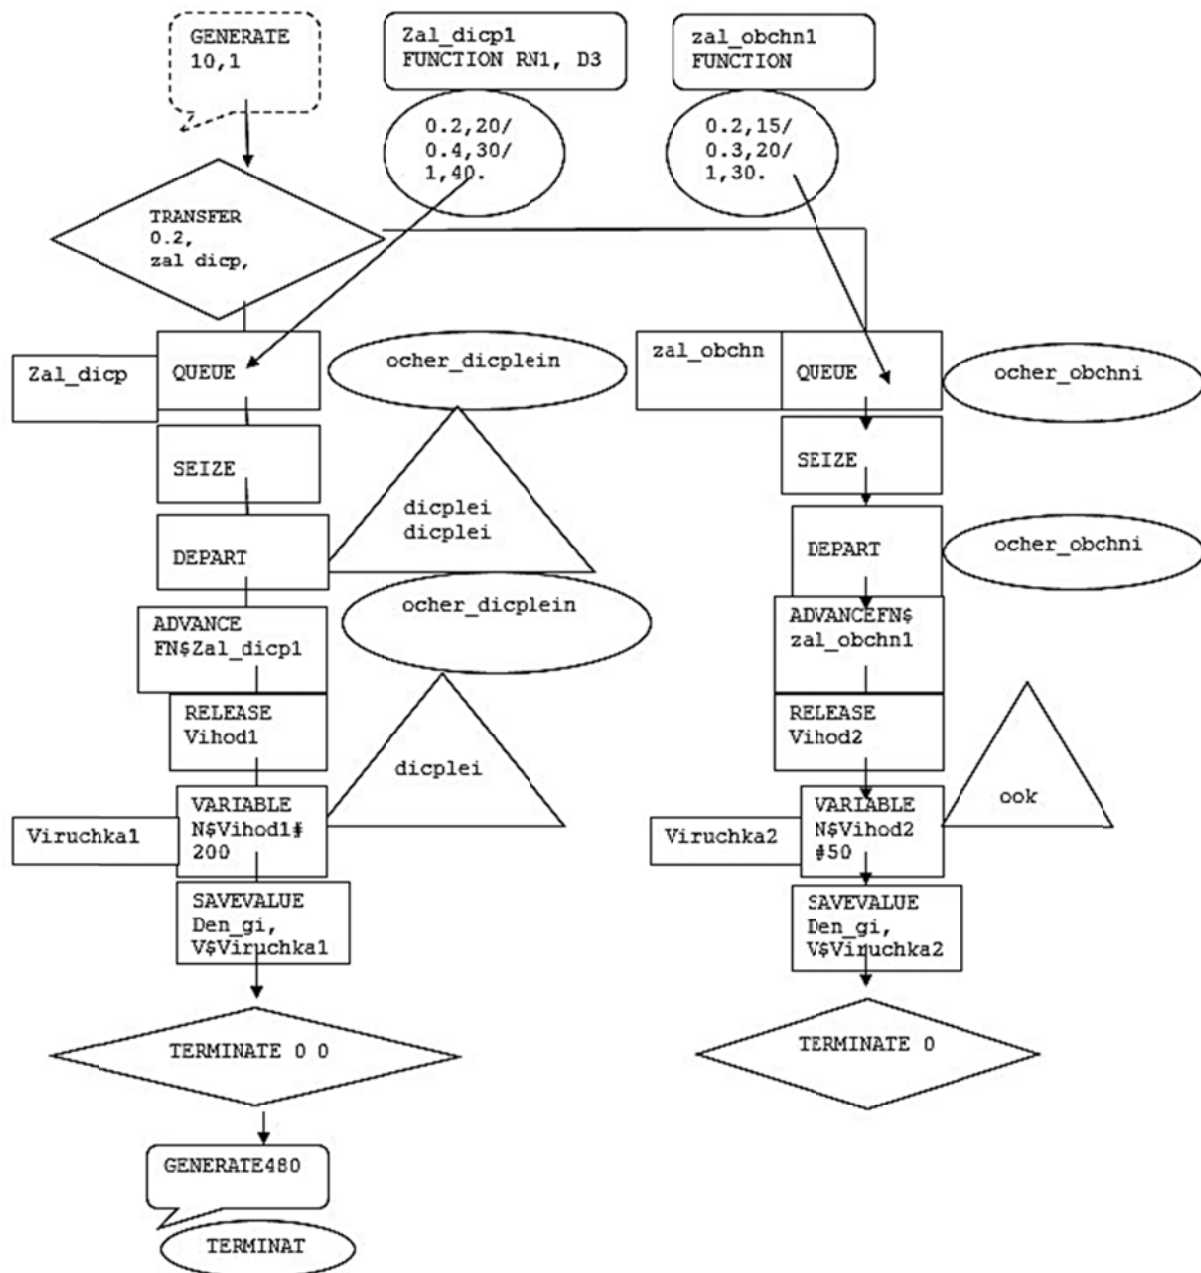 GENERATE
10,1
Zal_dicp1
FUNCTION RN1, D3
zal_obchn1
FUNCTION
0.2,20/
0.4,30/
1,40.
0.2,15/
0.3,20/
1,30.
TRANSFER
0.2,
zal dicp,
Zal_dicp
QUEUE
ocher_dicplein
zal_obchn
QUEUE
ocher_obchni
SEIZE
SEIZE
dicplei
dicplei
DEPART
DEPART
ocher_obchni
ocher_dicplein
ADVANCE
FN$Zal_dicp1
ADVANCEFN$
zal_obchn1
RELEASE
Vihod1
RELEASE
Vihod2
dicplei
ook
Viruchka1
VARIABLE
N$Vihod1#
200
Viruchka2
VARIABLE
N$Vihod2
#50
SAVEVALUE
Den_gi,
V$Viruchka1
SAVEVALUE
Den_gi,
V$Viruchka2
TERMINATE 0 0
TERMINATE 0
GENERATE480
TERMINAT